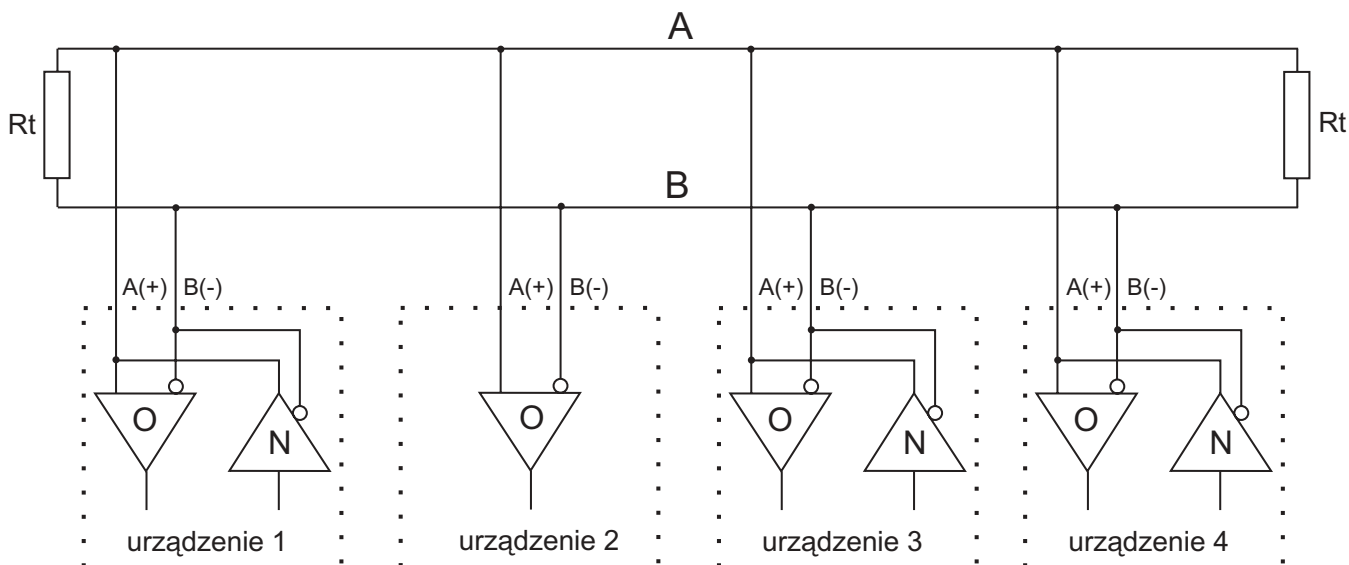 A
Rt
Rt
B
A(+) B(-)
A(+) B(-)
A(+) B(-)
A(+) B(-)
O
N
O
O
N
O
N
urządzenie 1
urządzenie 2
urządzenie 3
urządzenie 4